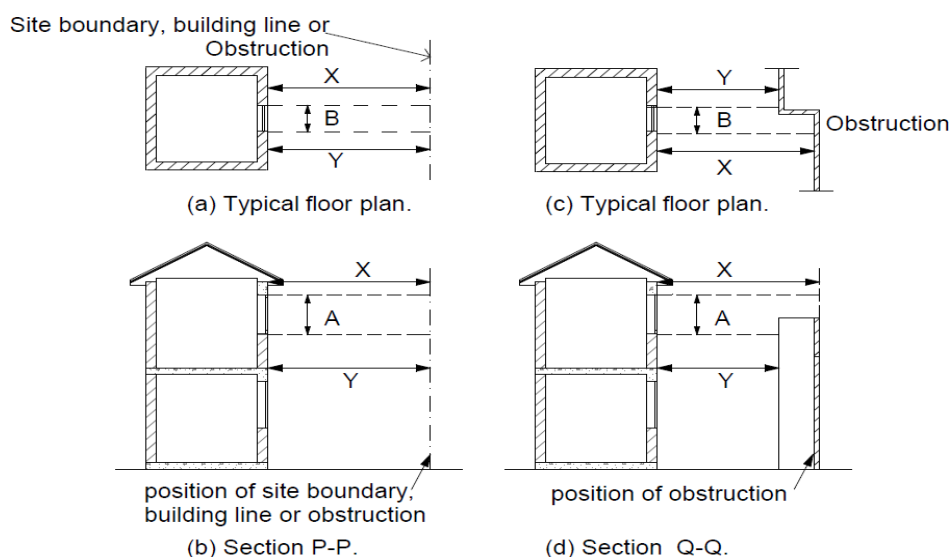 Site boundary, building line or
Obstruction
X
B
Y
(a) Typical floor plan.
Y
B
X
Obstruction
(c) Typical floor plan.
X
A
Y
position of site boundary,
building line or obstruction
(b) Section P-P.
X
A
Y
position of obstruction
(d) Section Q-Q.